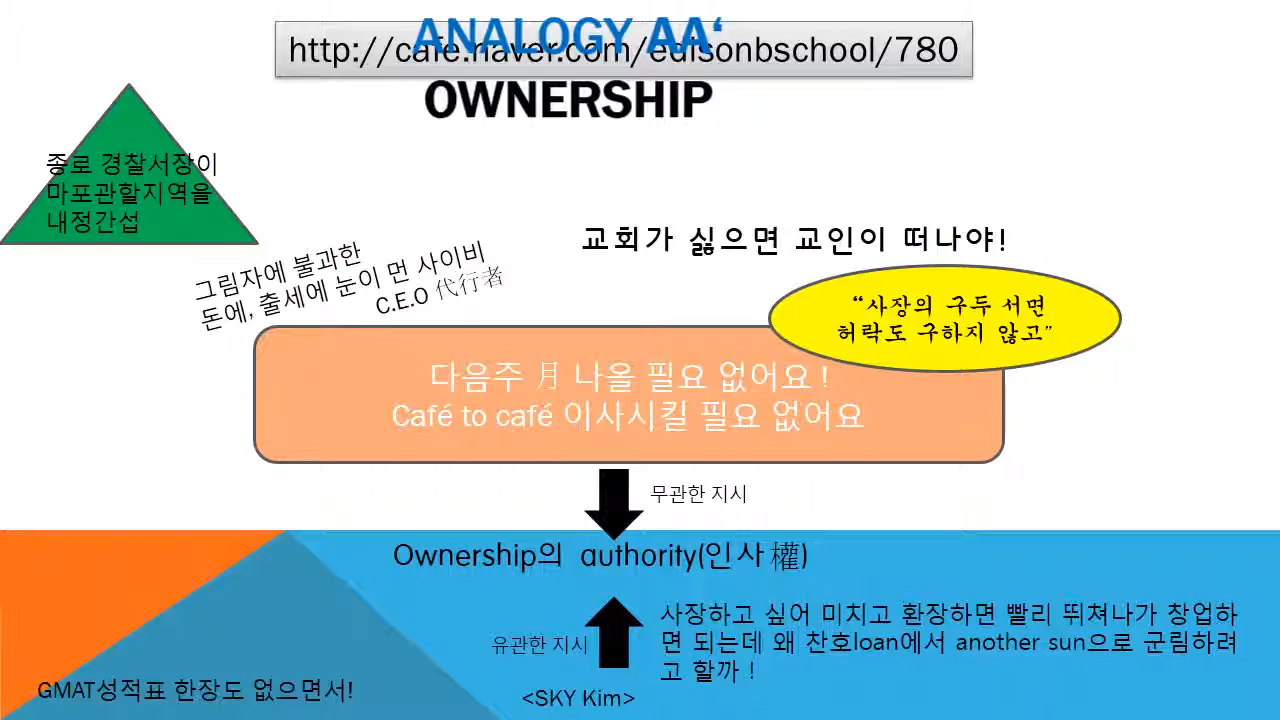 ANALOGY AA‘
http://cafe.naver.com/edisonbschool/780
OWNERSHIP
종로 경찰서장이
마포관할지역을
내정간섭
그림자에 불과한
돈에, 출세에 눈이 먼 사이비
C.E.O 代行者
교회가 싫으면 교인이 떠나야!
“사장의 구두 서면
허락도 구하지 않고”
다음주 月 나올 필요 없어요 !
Café to café 이사시킬 필요 없어요
무관한 지시
Ownership의 authority(인사權)
유관한 지시
사장하고 싶어 미치고 환장하면 빨리 뛰쳐나가 창업하
면 되는데 왜 찬호loan에서 another sun으로 군림하려
고 할까 !
GMAT성적표 한장도 없으면서!
<SKY Kim>